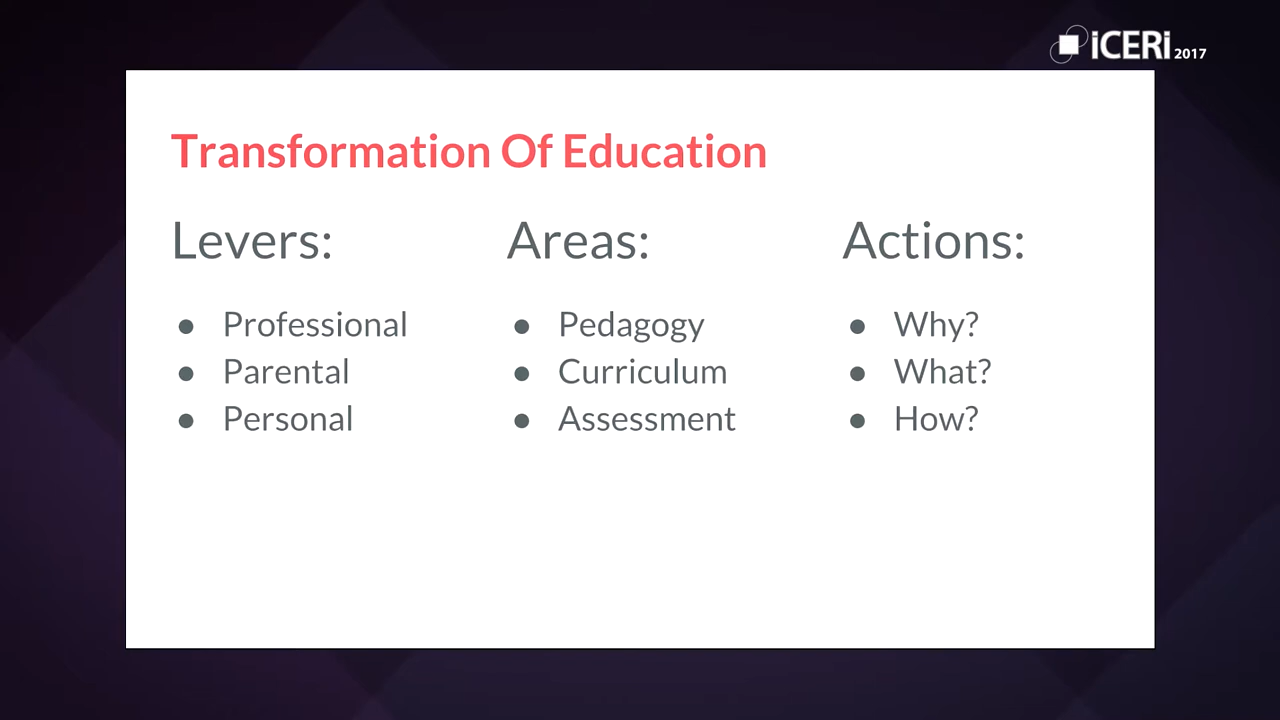 iCERi 2017
Transformation Of Education
Levers:
● Professional
● Parental
● Personal
Areas:
● Pedagogy
● Curriculum
● Assessment
Actions:
● Why?
● What?
● How?